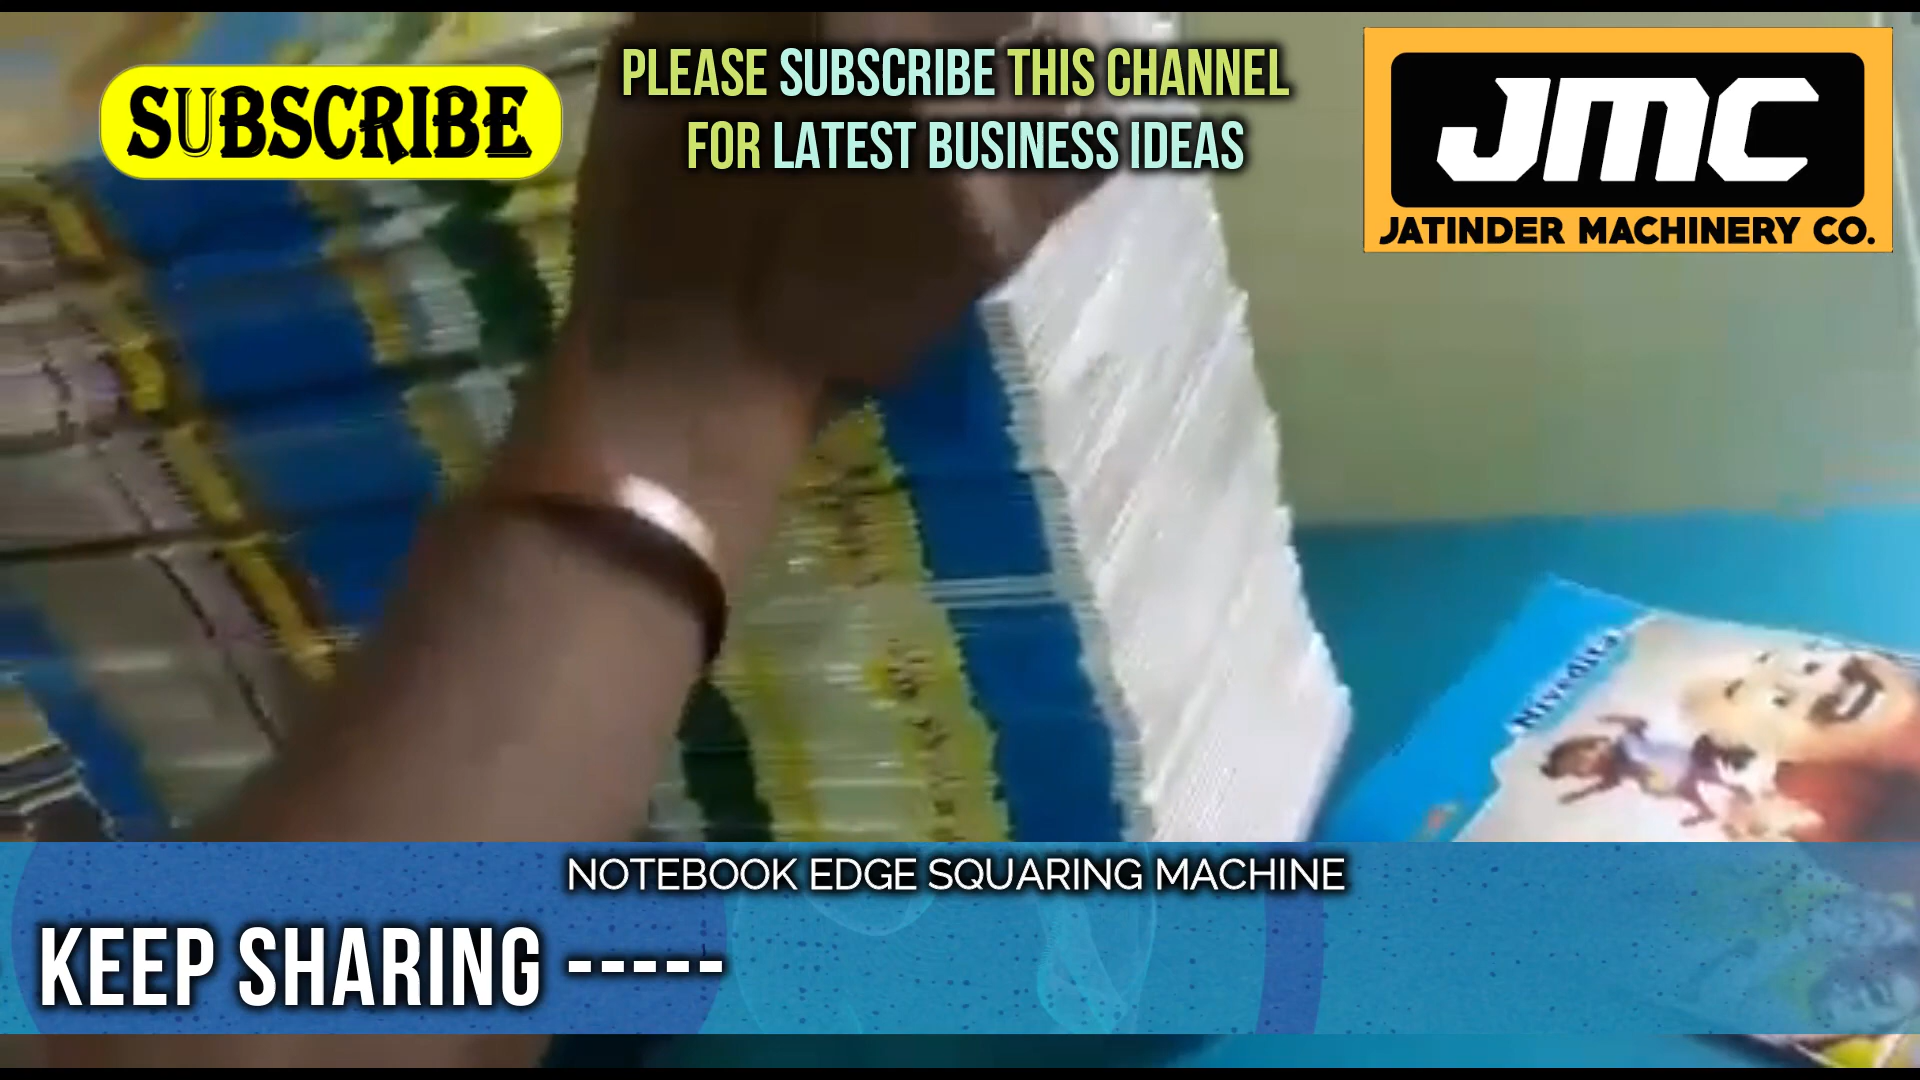 SUBSCRIBE
PLEASE SUBSCRIBE THIS CHANNEL
FOR LATEST BUSINESS IDEAS
JMC
JATINDER MACHINERY CO.
Nivedita
NOTEBOOK EDGE SQUARING MACHINE
KEEP SHARING -----